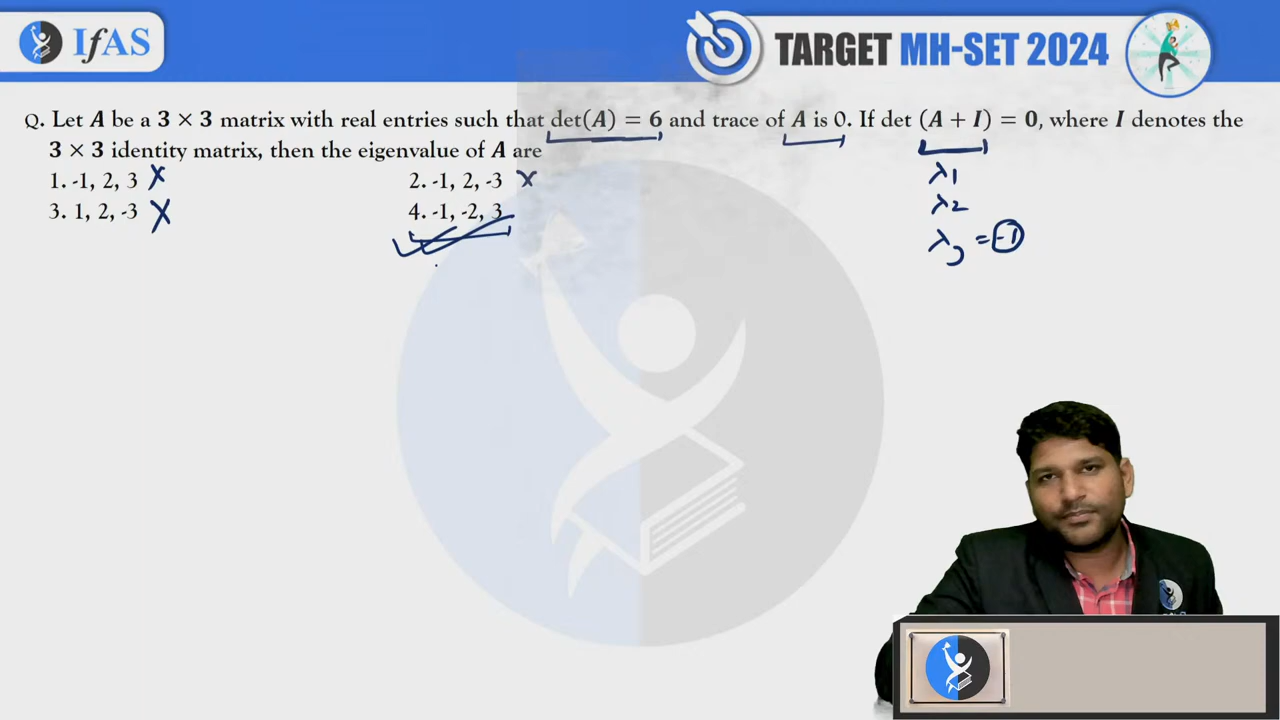 IfAS
TARGET MH-SET 2024
Q. Let A be a 3 × 3 matrix with real entries such that det(A) = 6 and trace of A is 0. If det (A + I) = 0, where I denotes the
3 × 3 identity matrix, then the eigenvalue of A are
1. -1, 2, 3 X
2. -1, 2, -3 X
3. 1, 2, -3 X
4. -1, -2, 3
λ1
λ2
λ3 = -1